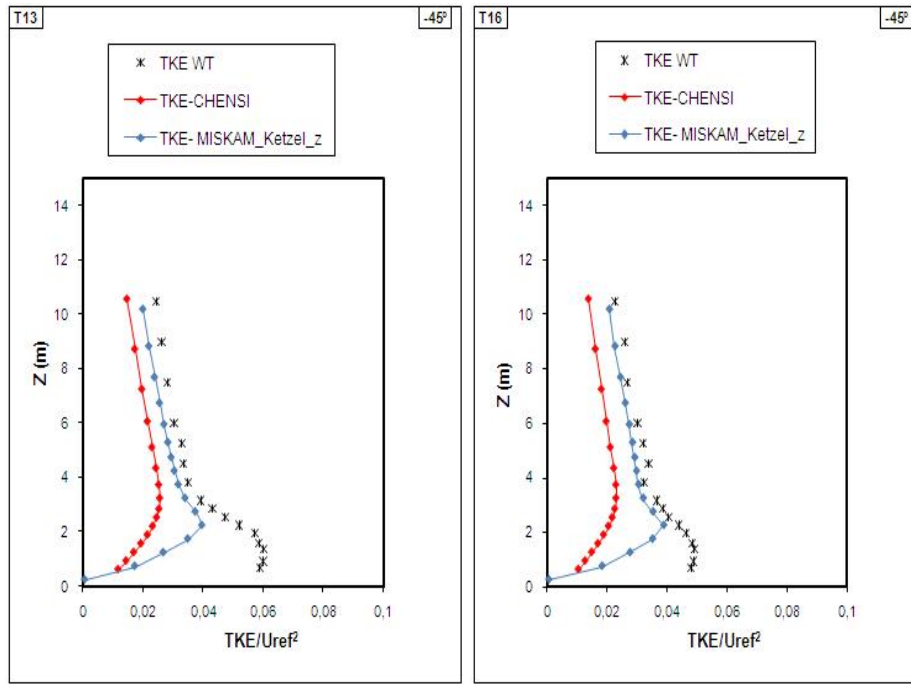 T13
-45º
TKE WT
TKE-CHENSI
TKE- MISKAM_Ketzel_z
14
12
10
8
6
4
2
0
Z (m)
0
0,02
0,04
0,06
0,08
0,1
TKE/Uref²
T16
-45º
TKE WT
TKE-CHENSI
TKE- MISKAM_Ketzel_z
14
12
10
8
6
4
2
0
Z (m)
0
0,02
0,04
0,06
0,08
0,1
TKE/Uref²